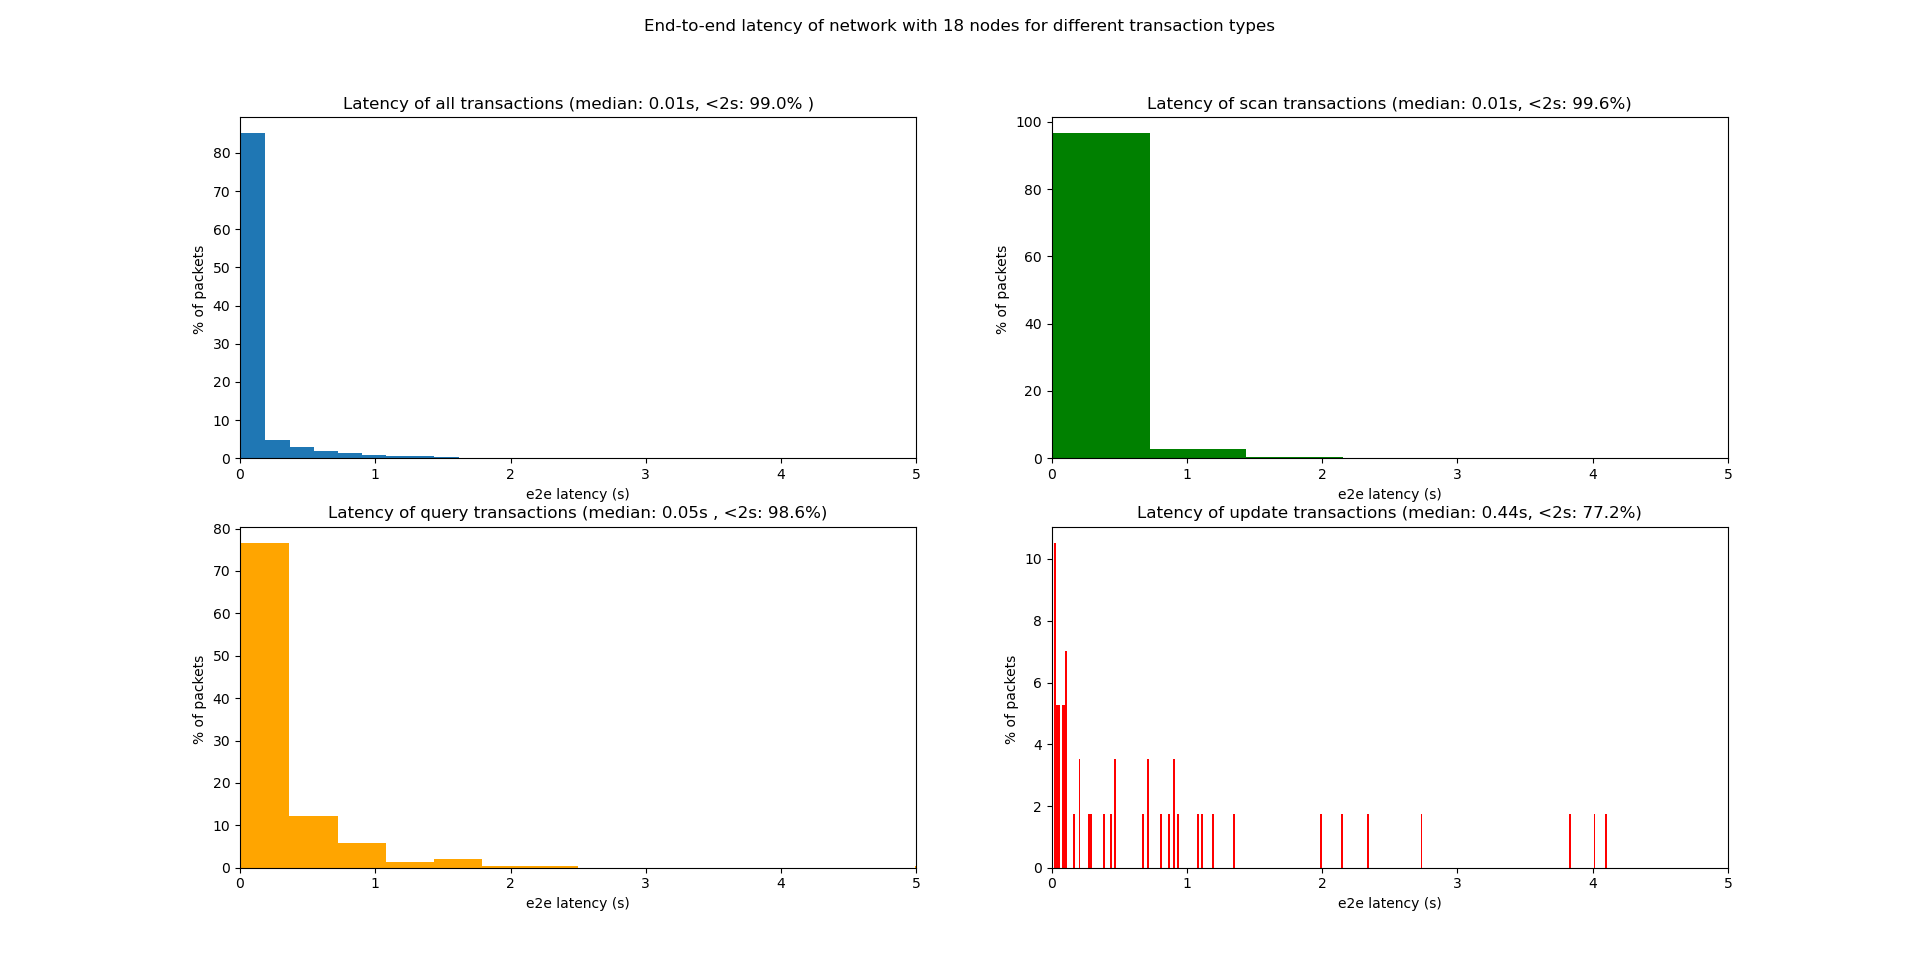 End-to-end latency of network with 18 nodes for different transaction types
Latency of all transactions (median: 0.01s, <2s: 99.0% )
80
70
60
50
40
30
20
10
0
% of packets
0 1 2 3 4 5
e2e latency (s)
Latency of scan transactions (median: 0.01s, <2s: 99.6%)
100
80
60
40
20
0
% of packets
0 1 2 3 4 5
e2e latency (s)
Latency of query transactions (median: 0.05s , <2s: 98.6%)
80
70
60
50
40
30
20
10
0
% of packets
0 1 2 3 4 5
e2e latency (s)
Latency of update transactions (median: 0.44s, <2s: 77.2%)
10
8
6
4
2
0
% of packets
0 1 2 3 4 5
e2e latency (s)